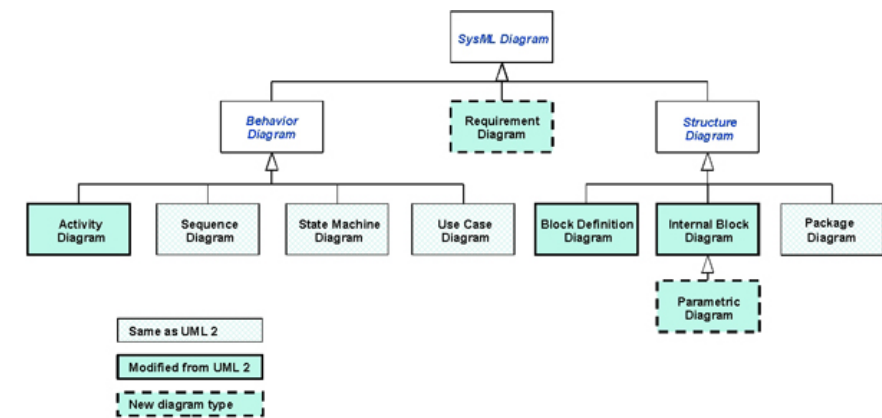 SysML Diagram
Behavior
Diagram
Requirement
Diagram
Structure
Diagram
Activity
Diagram
Sequence
Diagram
State Machine
Diagram
Use Case
Diagram
Block Definition
Diagram
Internal Block
Diagram
Package
Diagram
Parametric
Diagram
Same as UML 2
Modified from UML 2
New diagram type